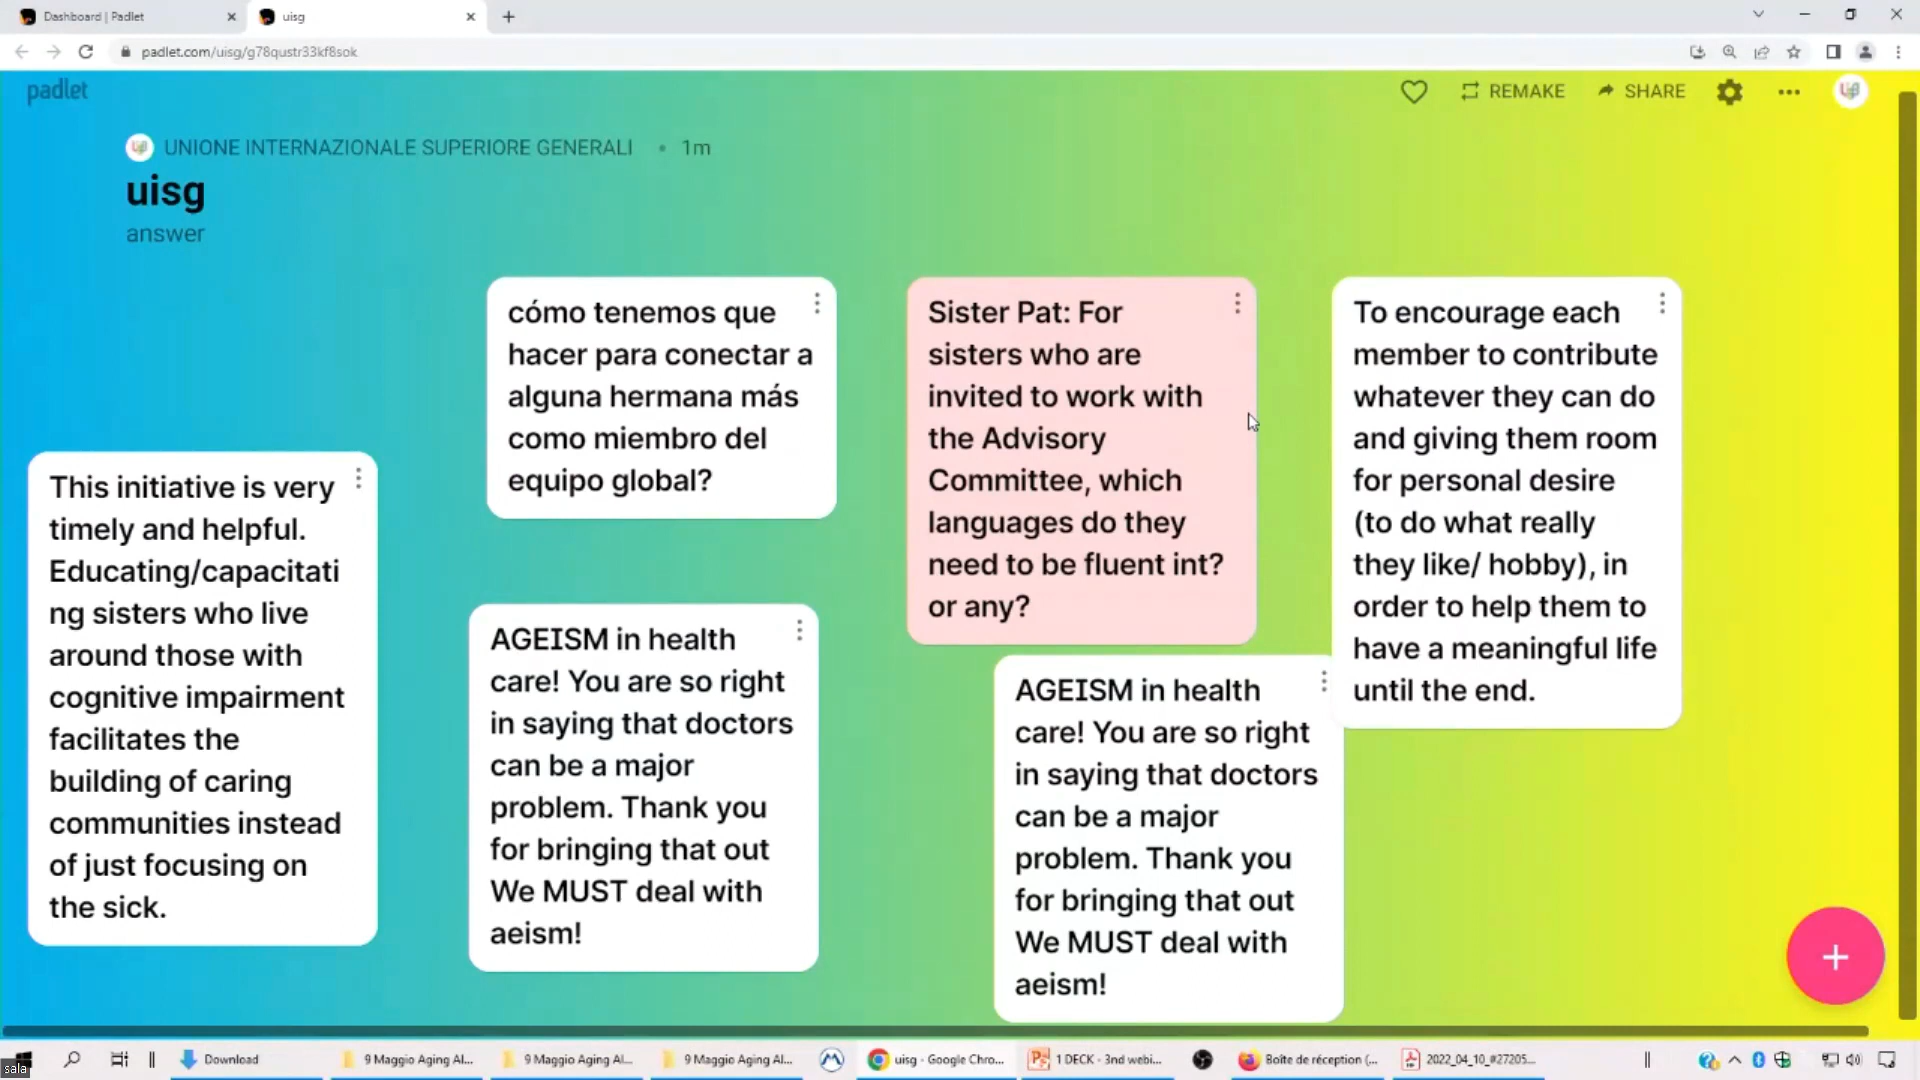 Dashboard | Padlet
uisg
padlet.com/uisg/g78qustr33kf8sok
padlet
REMAKE
SHARE
UNIONE INTERNAZIONALE SUPERIORE GENERALI • 1m
uisg
answer
This initiative is very
timely and helpful.
Educating/capacitati
ng sisters who live
around those with
cognitive impairment
facilitates the
building of caring
communities instead
of just focusing on
the sick.
cómo tenemos que
hacer para conectar a
alguna hermana más
como miembro del
equipo global?
AGEISM in health
care! You are so right
in saying that doctors
can be a major
problem. Thank you
for bringing that out
We MUST deal with
aeism!
Sister Pat: For
sisters who are
invited to work with
the Advisory
Committee, which
languages do they
need to be fluent int?
or any?
AGEISM in health
care! You are so right
in saying that doctors
can be a major
problem. Thank you
for bringing that out
We MUST deal with
aeism!
To encourage each
member to contribute
whatever they can do
and giving them room
for personal desire
(to do what really
they like/ hobby), in
order to help them to
have a meaningful life
until the end.
sala
Download
9 Maggio Aging Al...
9 Maggio Aging Al...
9 Maggio Aging Al...
uisg - Google Chro...
1 DECK - 3nd webi...
Boîte de réception (...
2022_04_10_#27205...